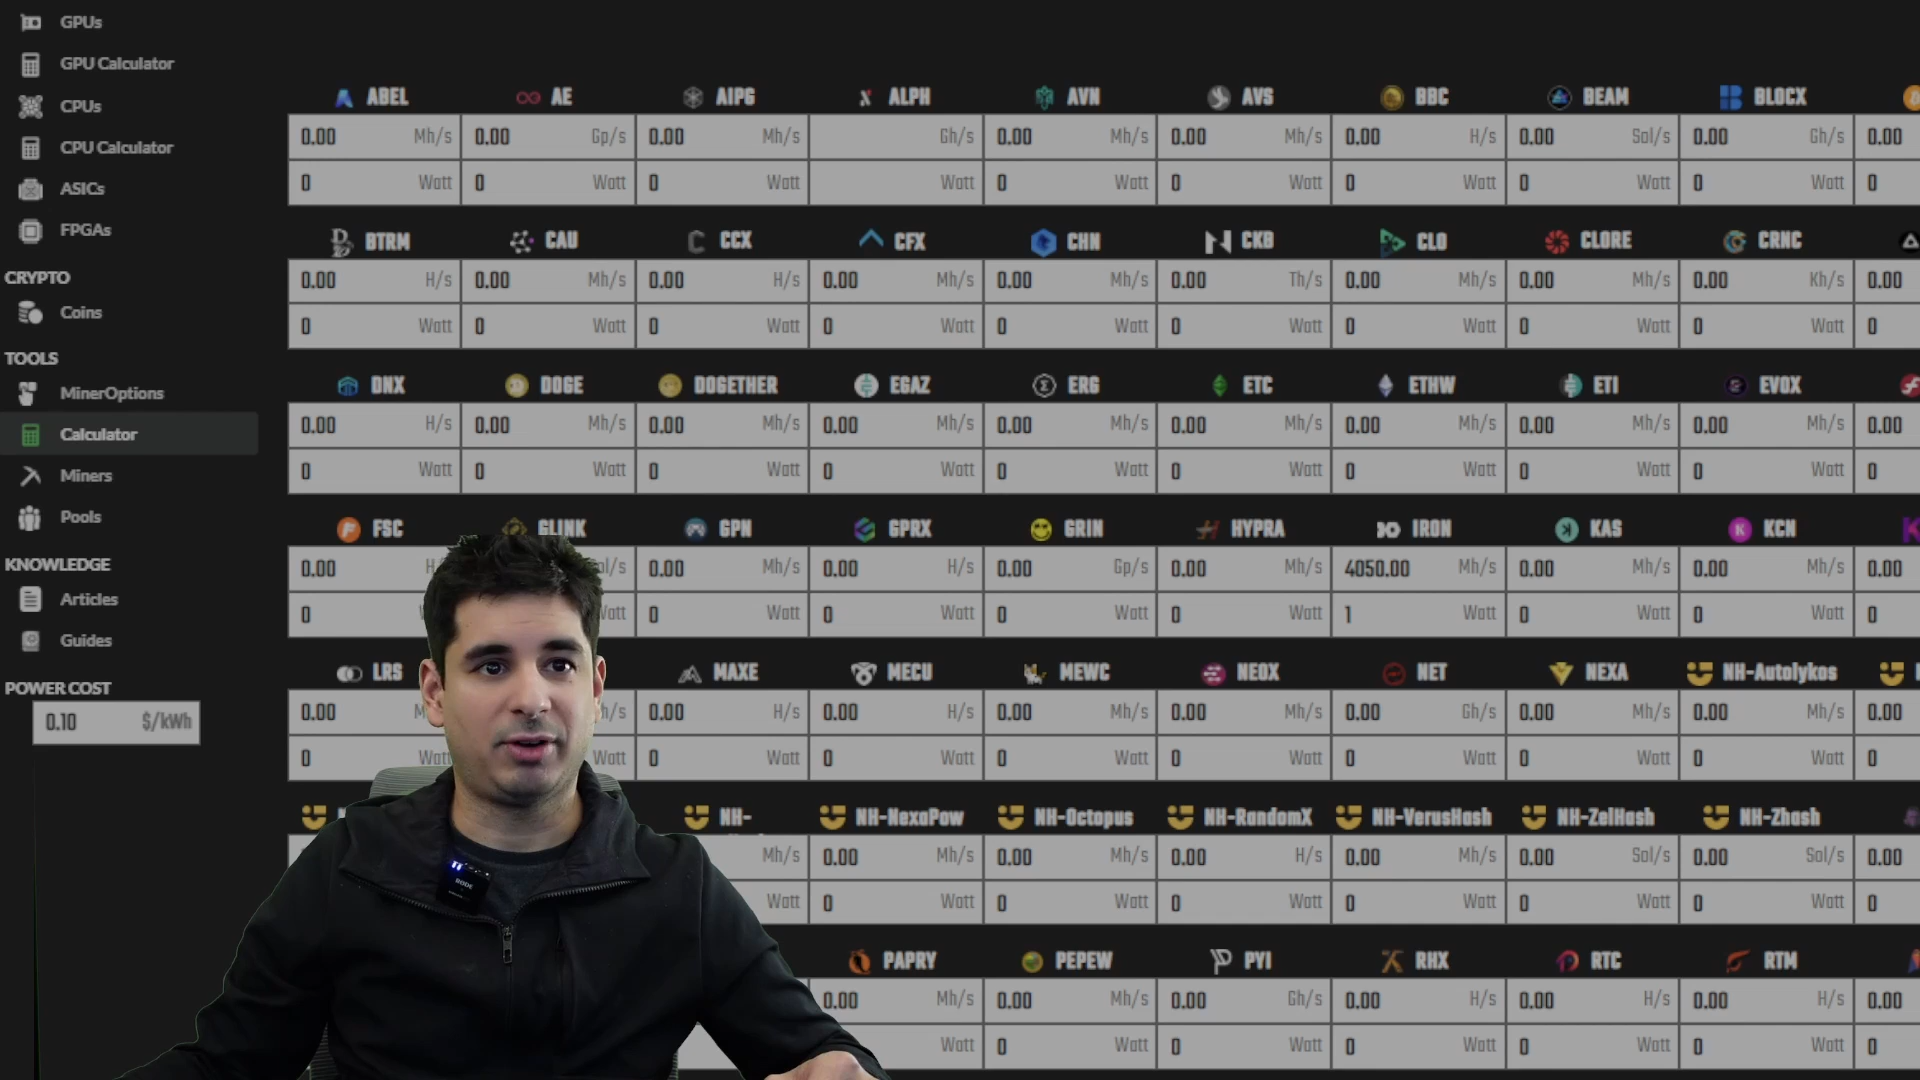 GPUs
GPU Calculator
CPUs
CPU Calculator
ASICs
FPGAs
CRYPTO
Coins
TOOLS
MinerOptions
Calculator
Miners
Pools
KNOWLEDGE
Articles
Guides
POWER COST
0.10 $/kWh
ABEL AE AIPG ALPH AVN AVS BBC BEAM BLOCX
0.00 Mh/s 0.00 Gp/s 0.00 Mh/s Gh/s 0.00 Mh/s 0.00 Mh/s 0.00 H/s 0.00 Sol/s 0.00 Gh/s 0.00
0 Watt 0 Watt 0 Watt Watt 0 Watt 0 Watt 0 Watt 0 Watt 0 Watt 0
BTRM CAU CCX CFX CHN CKB CLO CLORE CRNC
0.00 H/s 0.00 Mh/s 0.00 H/s 0.00 Mh/s 0.00 Mh/s 0.00 Th/s 0.00 Mh/s 0.00 Mh/s 0.00 Kh/s 0.00
0 Watt 0 Watt 0 Watt 0 Watt 0 Watt 0 Watt 0 Watt 0 Watt 0 Watt 0
DNX DOGE DOGETHER EGAZ ERG ETC ETHW ETI EVOX
0.00 H/s 0.00 Mh/s 0.00 Mh/s 0.00 Mh/s 0.00 Mh/s 0.00 Mh/s 0.00 Mh/s 0.00 Mh/s 0.00 Mh/s 0.00
0 Watt 0 Watt 0 Watt 0 Watt 0 Watt 0 Watt 0 Watt 0 Watt 0 Watt 0
FSC GLINK GPN GPRX GRIN HYPRA IRON KAS KCN
0.00 0.00 Mh/s 0.00 H/s 0.00 Gp/s 0.00 Mh/s 4050.00 Mh/s 0.00 Mh/s 0.00 Mh/s 0.00
0 Watt 0 Watt 0 Watt 0 Watt 0 Watt 1 Watt 0 Watt 0 Watt 0
LRS MAXE MECU MEWC NEOX NET NEXA NH-Autolykos
0.00 0.00 H/s 0.00 H/s 0.00 Mh/s 0.00 Mh/s 0.00 Gh/s 0.00 Mh/s 0.00 Mh/s 0.00
0 Watt Watt 0 Watt 0 Watt 0 Watt 0 Watt 0 Watt 0 Watt 0 Watt 0
NH- NH-NexaPow NH-Octopus NH-RandomX NH-VerusHash NH-ZelHash NH-Zhash
Mh/s 0.00 Mh/s 0.00 Mh/s 0.00 H/s 0.00 Mh/s 0.00 Sol/s 0.00 Sol/s 0.00
Watt 0 Watt 0 Watt 0 Watt 0 Watt 0 Watt 0 Watt 0
PAPRY PEPEW PYI RHX RTC RTM
0.00 Mh/s 0.00 Mh/s 0.00 Gh/s 0.00 H/s 0.00 H/s 0.00 H/s 0.00
Watt 0 Watt 0 Watt 0 Watt 0 Watt 0 Watt 0
RODE